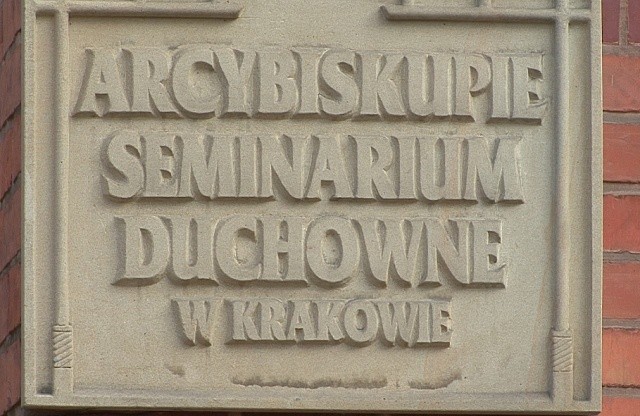 ARCYBISKUPIE
SEMINARIUM
DUCHOWNE
W KRAKOWIE